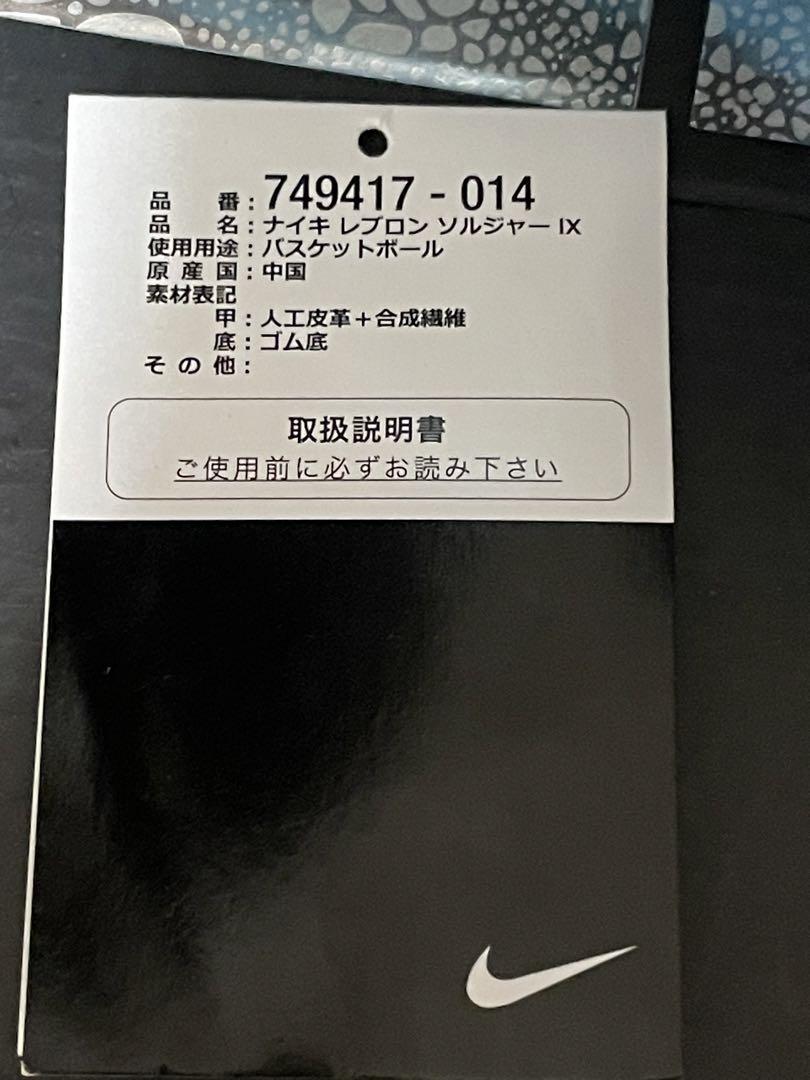 品番：749417-014
品名：ナイキ レブロン ソルジャー IX
使用用途：バスケットボール
原産国：中国
素材表記
甲：人工皮革＋合成繊維
底：ゴム底
その他：
取扱説明書
ご使用前に必ずお読み下さい